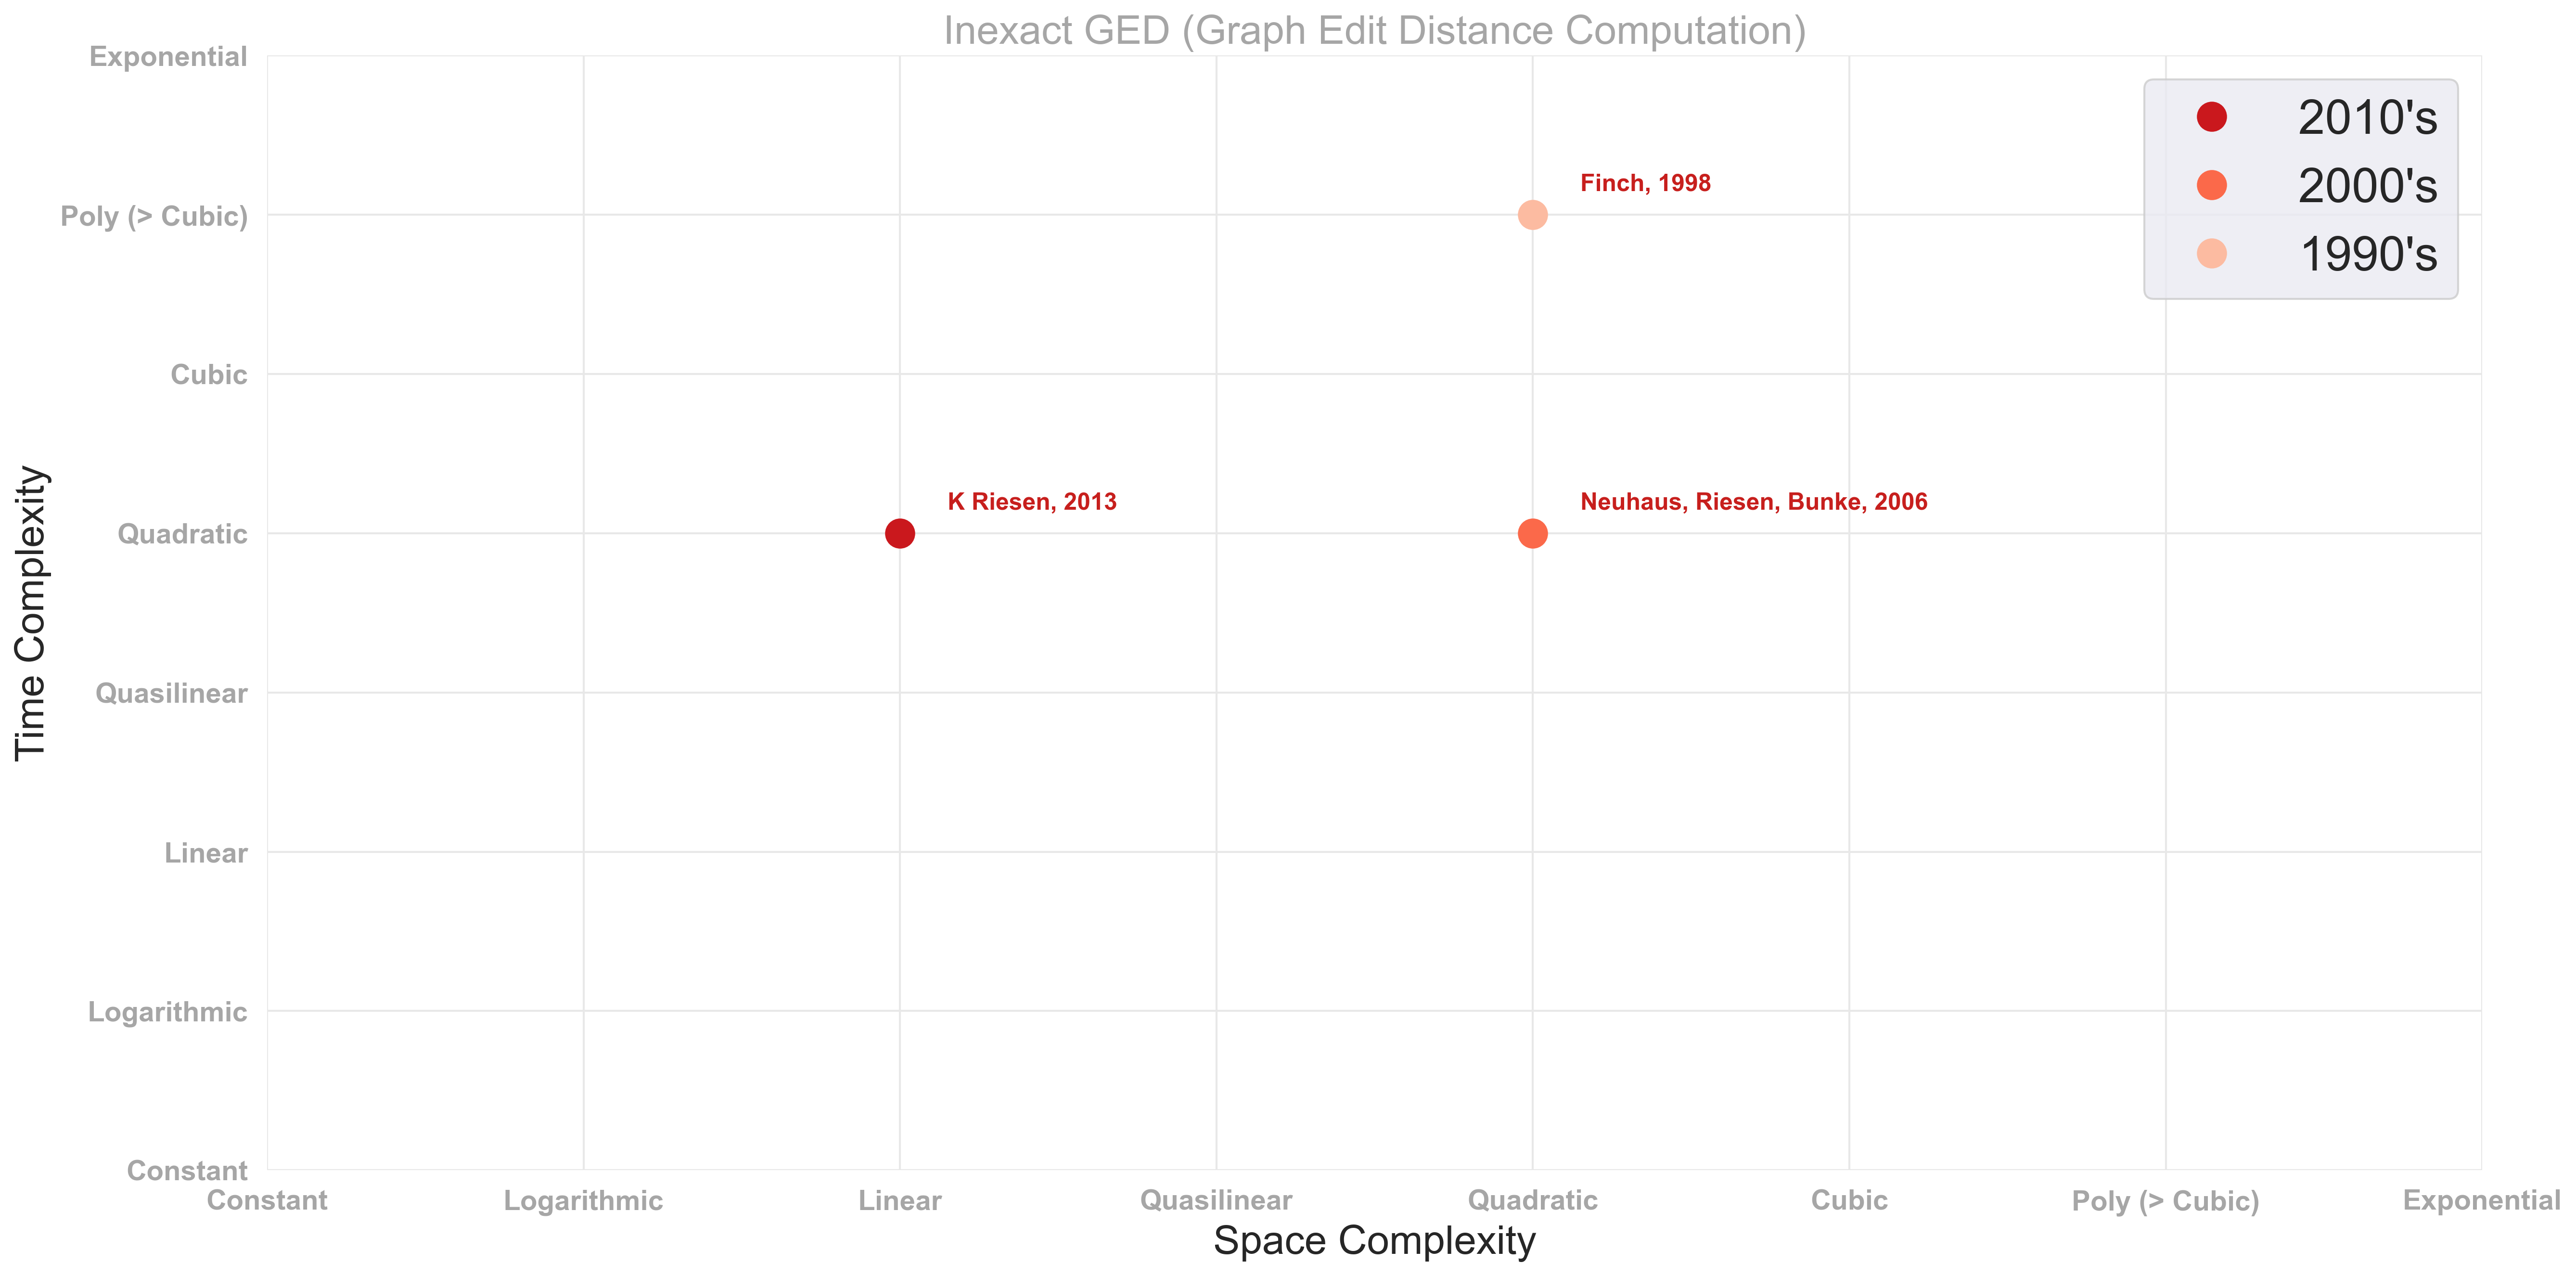 Inexact GED (Graph Edit Distance Computation)
Exponential
Poly (> Cubic)
Cubic
Quadratic
Quasilinear
Linear
Logarithmic
Constant
Time Complexity
Finch, 1998
K Riesen, 2013
Neuhaus, Riesen, Bunke, 2006
2010's
2000's
1990's
Constant
Logarithmic
Linear
Quasilinear
Quadratic
Cubic
Poly (> Cubic)
Exponential
Space Complexity